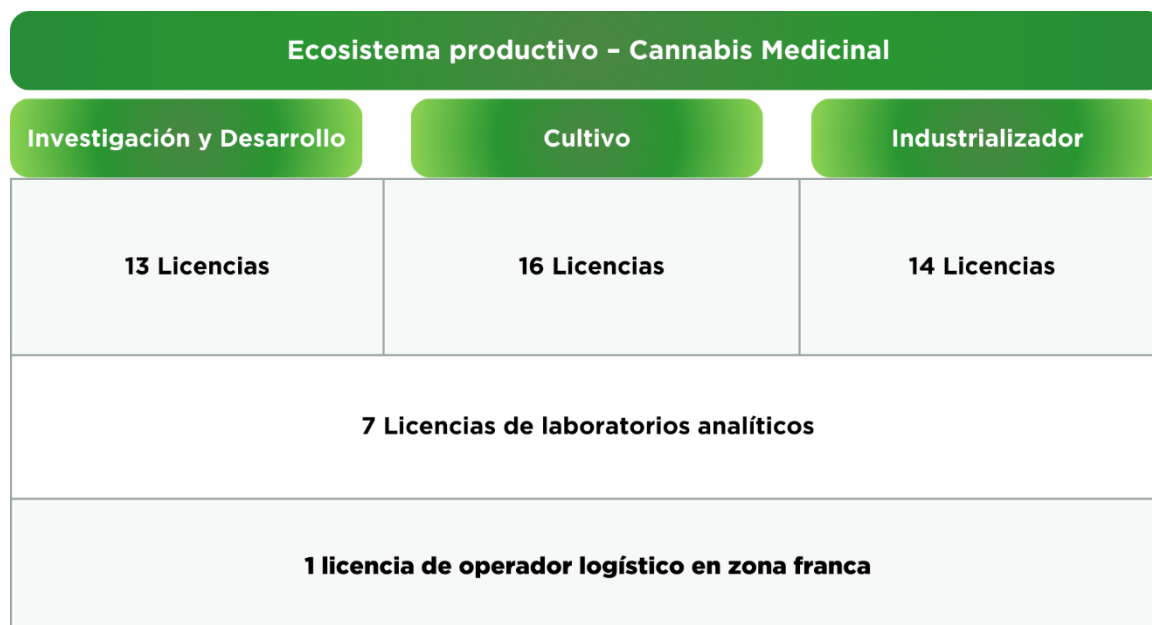 Ecosistema productivo – Cannabis Medicinal
Investigación y Desarrollo
Cultivo
Industrializador
13 Licencias
16 Licencias
14 Licencias
7 Licencias de laboratorios analíticos
1 licencia de operador logístico en zona franca